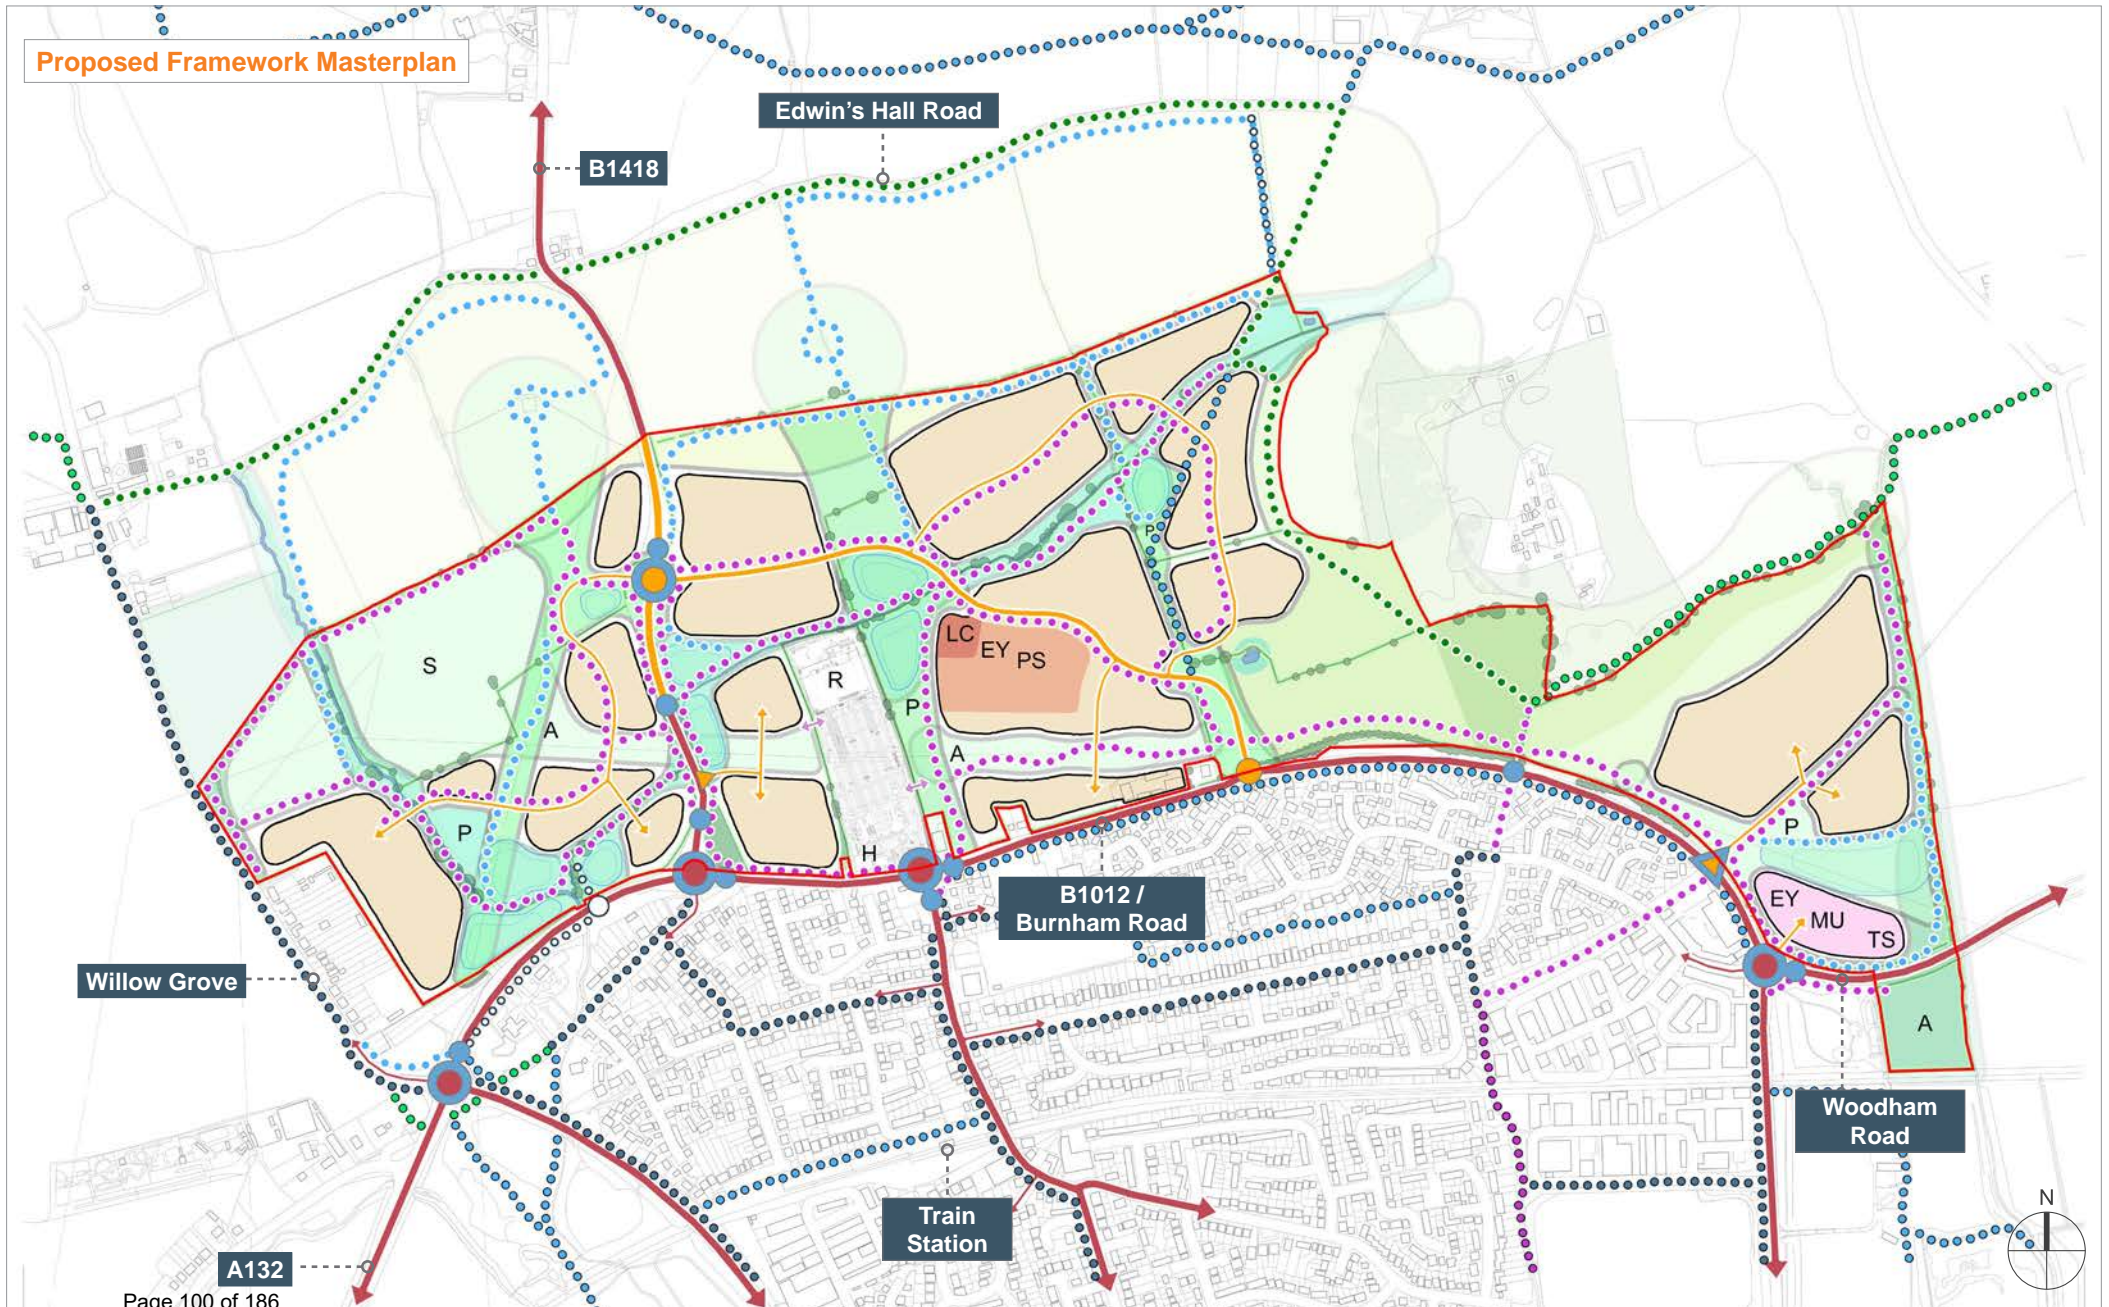 Proposed Framework Masterplan
Edwin's Hall Road
B1418
S
A
P
R
H
P
A
LC
EY
PS
P
P
EY
MU
TS
A
B1012 /
Burnham Road
Willow Grove
Woodham
Road
Train
Station
A132
N
Page 100 of 186